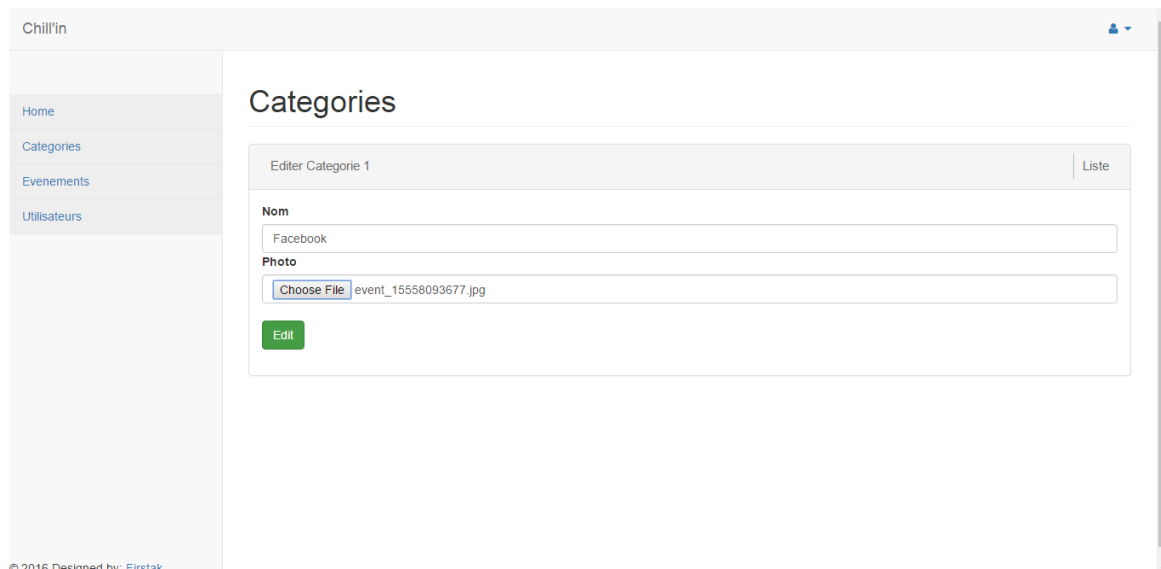 Chill'in
Home
Categories
Evenements
Utilisateurs
Categories
Editer Categorie 1
Liste
Nom
Facebook
Photo
Choose File event_15558093677.jpg
Edit
© 2016 Designed by: Firstak